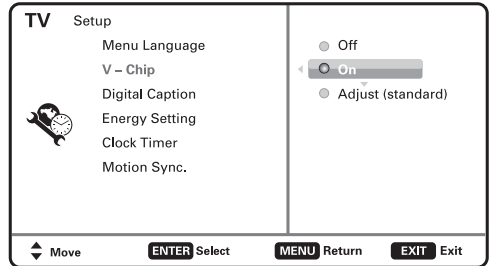 TV Setup
Menu Language
V – Chip
Digital Caption
Energy Setting
Clock Timer
Motion Sync.
Off
On
Adjust (standard)
Move ENTER Select MENU Return EXIT Exit